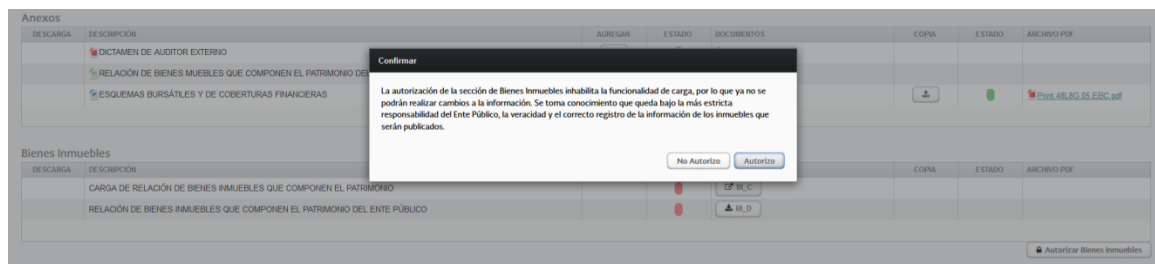 Anexos
DESCARGA DESCRIPCIÓN AGREGAR ESTADO DOCUMENTOS COPIA ESTADO ARCHIVO PDF
DICTAMEN DE AUDITOR EXTERNO
RELACIÓN DE BIENES MUEBLES QUE COMPONEN EL PATRIMONIO DEL
ESQUEMAS BURSÁTILES Y DE COBERTURAS FINANCIERAS Print.48L8G.05.EBC.pdf
Confirmar
La autorización de la sección de Bienes Inmuebles inhabilita la funcionalidad de carga, por lo que ya no se
podrán realizar cambios a la información. Se toma conocimiento que queda bajo la más estricta
responsabilidad del Ente Público, la veracidad y el correcto registro de la información de los inmuebles que
serán publicados.
No Autorizo Autorizo
Bienes Inmuebles
DESCARGA DESCRIPCIÓN COPIA ESTADO ARCHIVO PDF
CARGA DE RELACIÓN DE BIENES INMUEBLES QUE COMPONEN EL PATRIMONIO BI_C
RELACIÓN DE BIENES INMUEBLES QUE COMPONEN EL PATRIMONIO DEL ENTE PÚBLICO BI_D
Autorizar Bienes Inmuebles